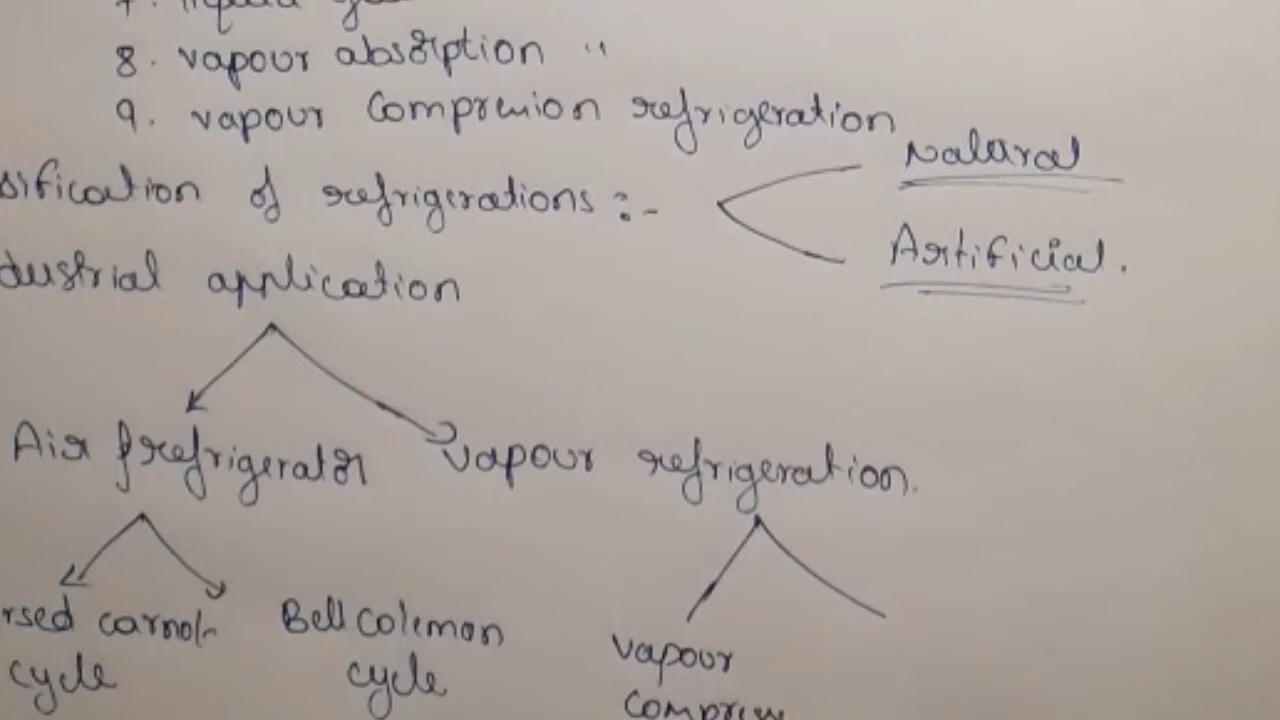 8. vapour absorption "
9. vapour compression refrigeration
sification of refrigerations :-
Natural
Artificial.
dustrial application
Air refrigerator vapour refrigeration.
rsed carnot cycle
Bell coleman cycle
vapour